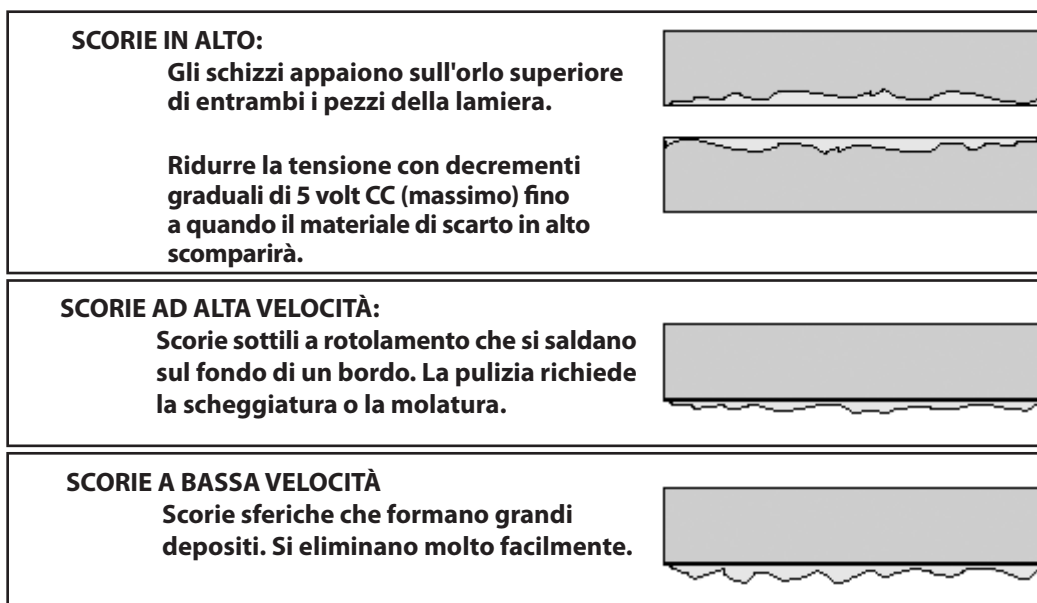 SCORIE IN ALTO:
Gli schizzi appaiono sull'orlo superiore
di entrambi i pezzi della lamiera.
Ridurre la tensione con decrementi
graduali di 5 volt CC (massimo) fino
a quando il materiale di scarto in alto
scomparirà.
SCORIE AD ALTA VELOCITÀ:
Scorie sottili a rotolamento che si saldano
sul fondo di un bordo. La pulizia richiede
la scheggiatura o la molatura.
SCORIE A BASSA VELOCITÀ
Scorie sferiche che formano grandi
depositi. Si eliminano molto facilmente.